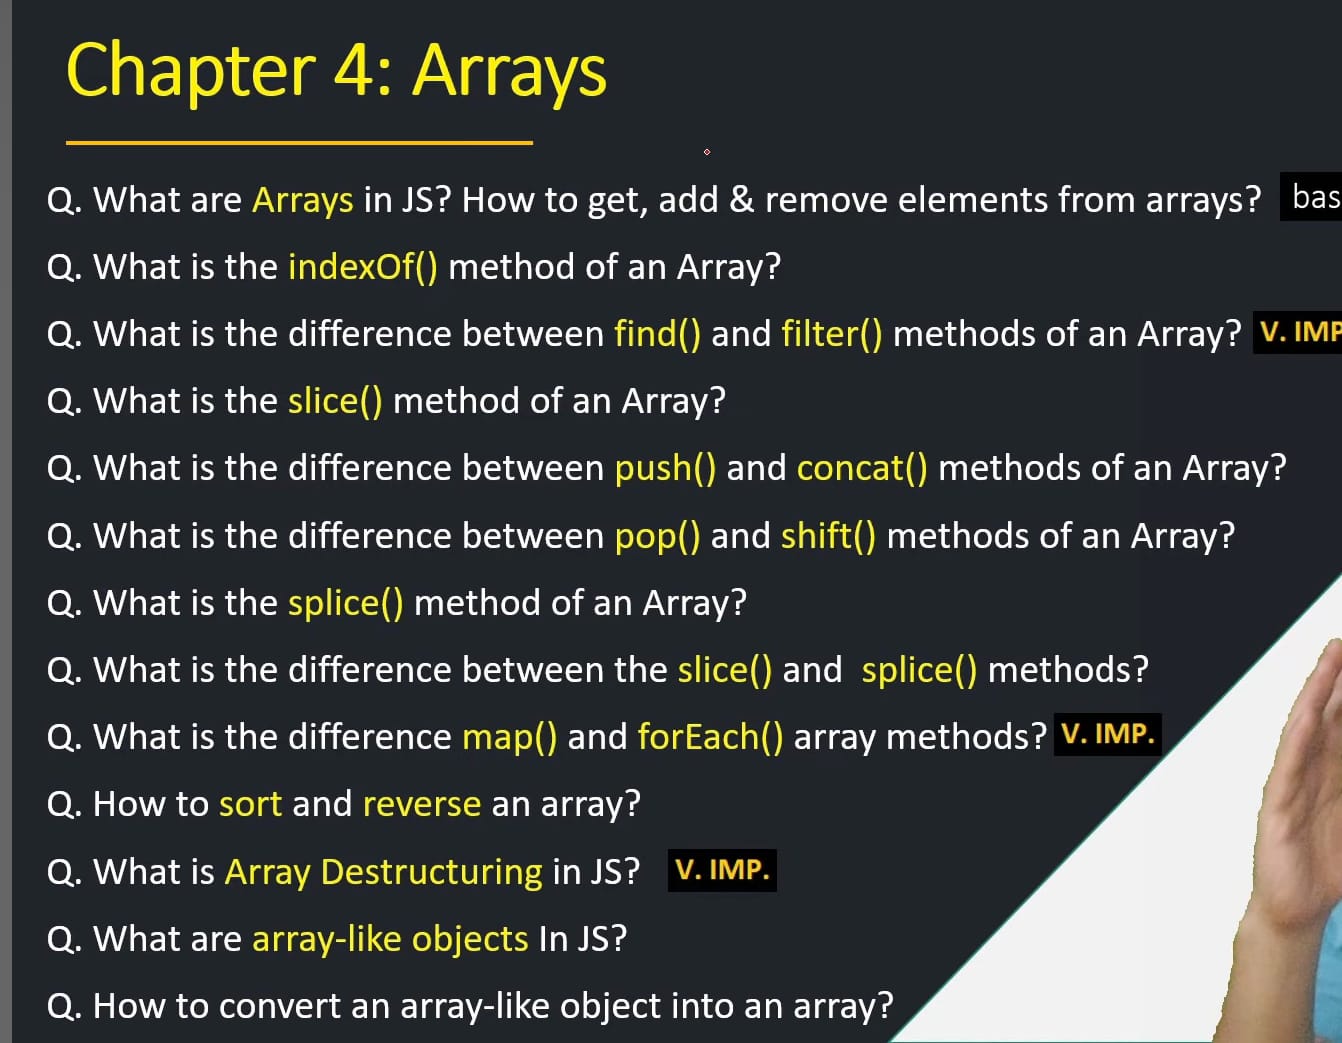 Chapter 4: Arrays
Q. What are Arrays in JS? How to get, add & remove elements from arrays? bas
Q. What is the indexOf() method of an Array?
Q. What is the difference between find() and filter() methods of an Array? V. IMP
Q. What is the slice() method of an Array?
Q. What is the difference between push() and concat() methods of an Array?
Q. What is the difference between pop() and shift() methods of an Array?
Q. What is the splice() method of an Array?
Q. What is the difference between the slice() and splice() methods?
Q. What is the difference map() and forEach() array methods? V. IMP.
Q. How to sort and reverse an array?
Q. What is Array Destructuring in JS? V. IMP.
Q. What are array-like objects In JS?
Q. How to convert an array-like object into an array?